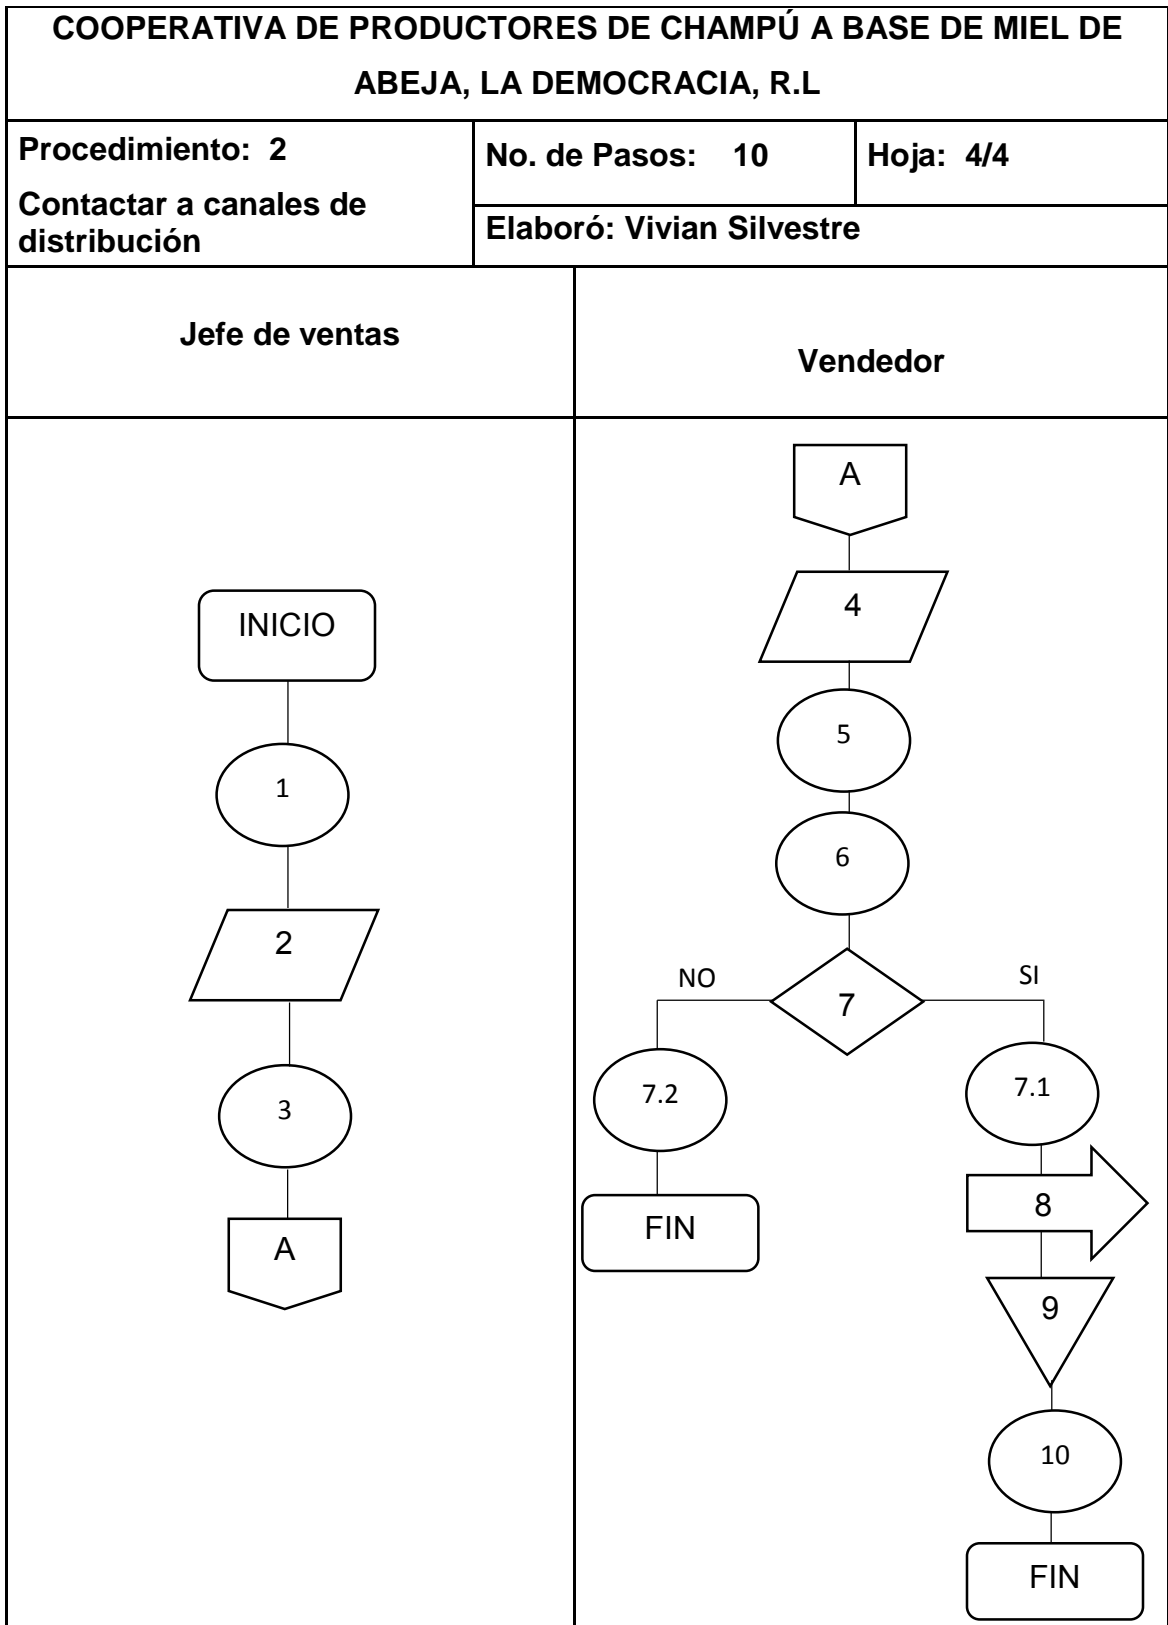 COOPERATIVA DE PRODUCTORES DE CHAMPÚ A BASE DE MIEL DE
ABEJA, LA DEMOCRACIA, R.L
Procedimiento: 2
Contactar a canales de
distribución
No. de Pasos: 10
Hoja: 4/4
Elaboró: Vivian Silvestre
Jefe de ventas
Vendedor
INICIO
1
2
3
A
A
4
5
6
7
NO
SI
7.2
7.1
FIN
8
9
10
FIN